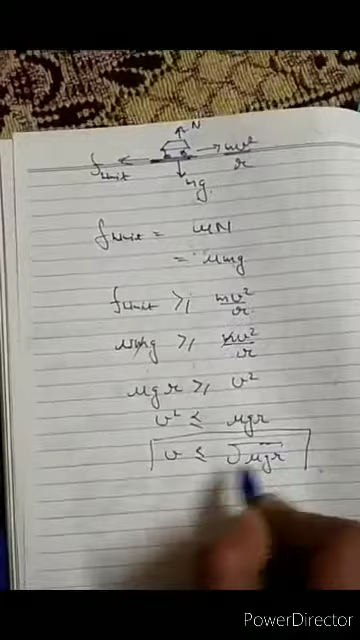 N
f limit
mv²/r
mg
f limit = μN
= μmg
f limit ≥ mv²/r
μmg ≥ mv²/r
μgr ≥ v²
v² ≤ μgr
v ≤ √μgr
PowerDirector